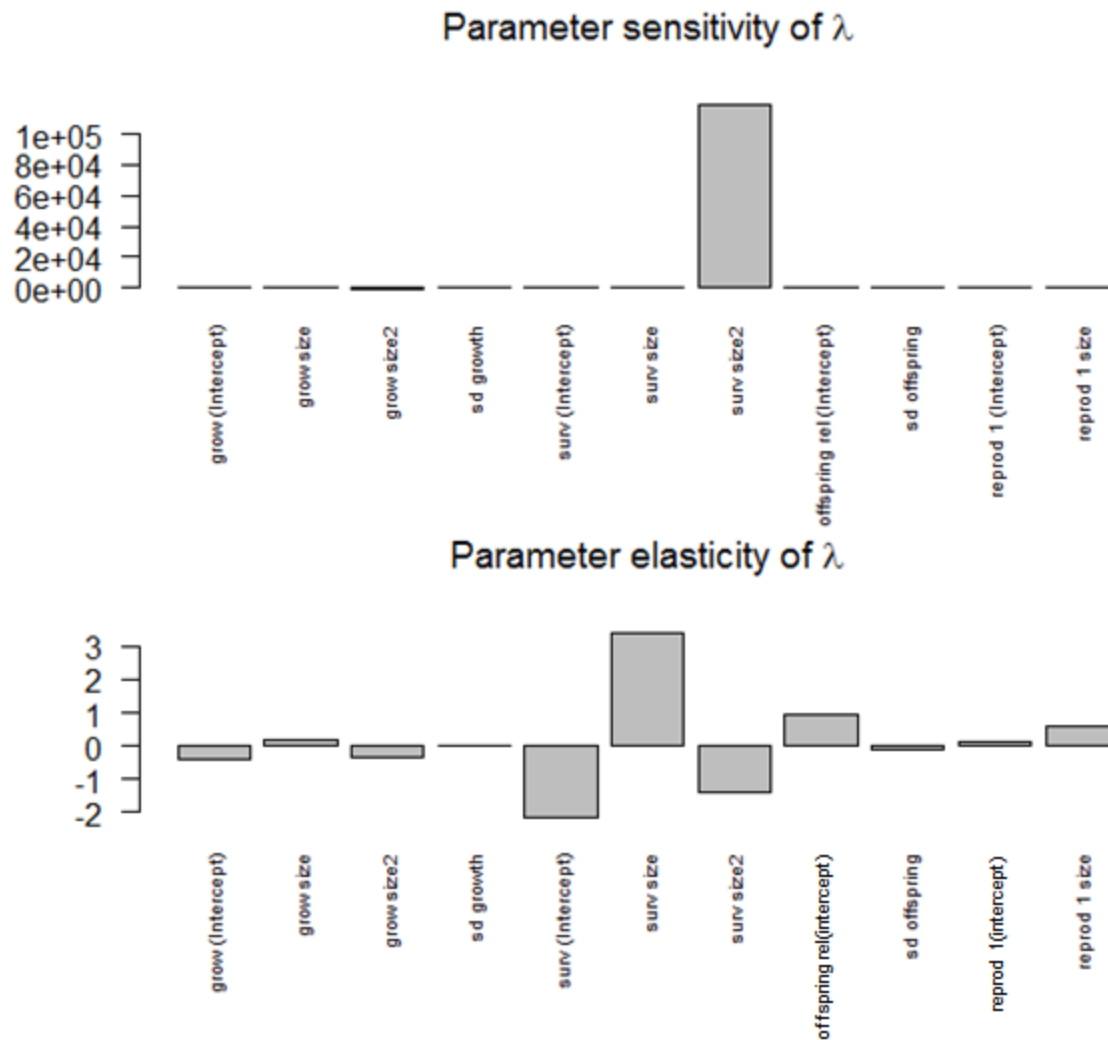 Parameter sensitivity of λ
1e+05
8e+04
6e+04
4e+04
2e+04
0e+00
grow (Intercept)
grow size
grow size2
sd growth
surv (Intercept)
surv size
surv size2
offspring rel (Intercept)
sd offspring
reprod 1 (Intercept)
reprod 1 size
Parameter elasticity of λ
3
2
1
0
-1
-2
grow (Intercept)
grow size
grow size2
sd growth
surv (Intercept)
surv size
surv size2
offspring rel(intercept)
sd offspring
reprod 1(intercept)
reprod 1 size